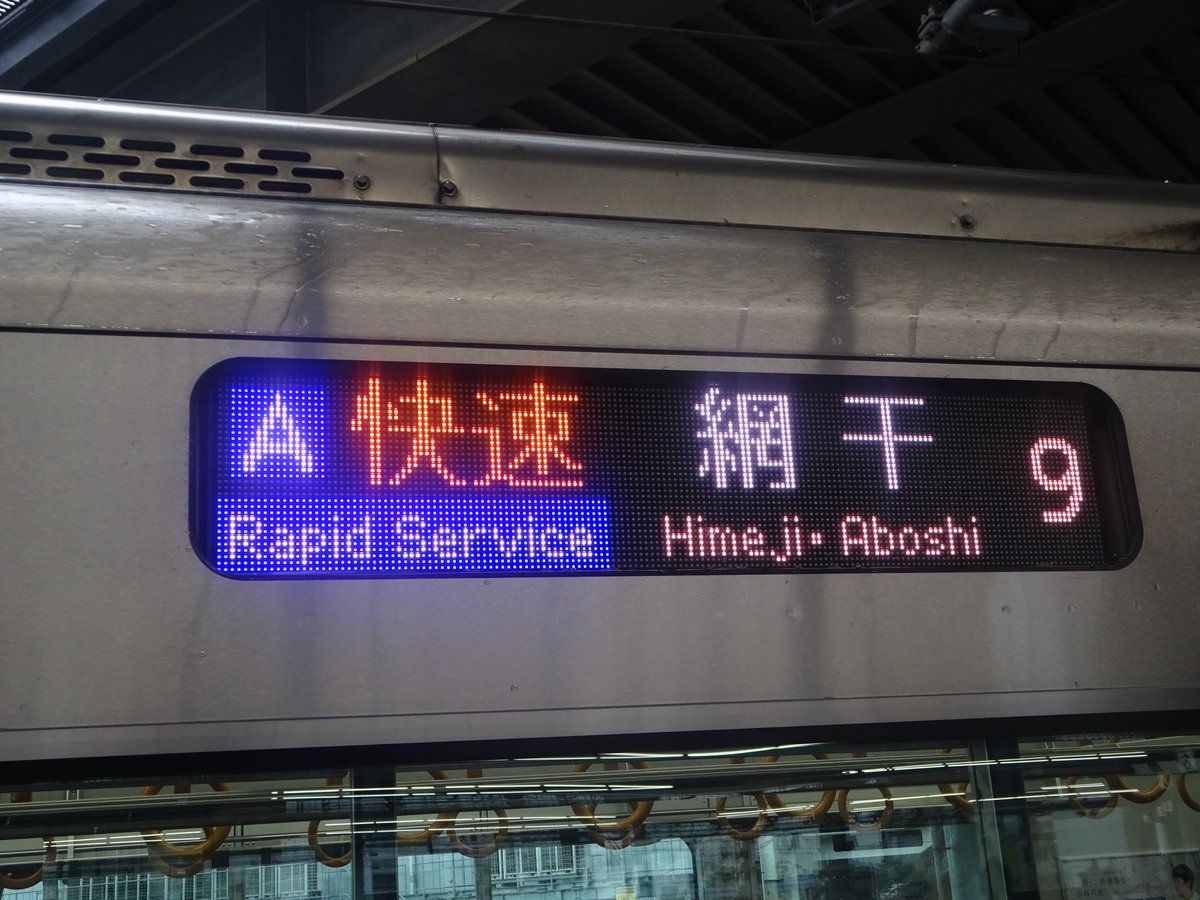 A 快速 網干 9
Rapid Service Himeji・Aboshi